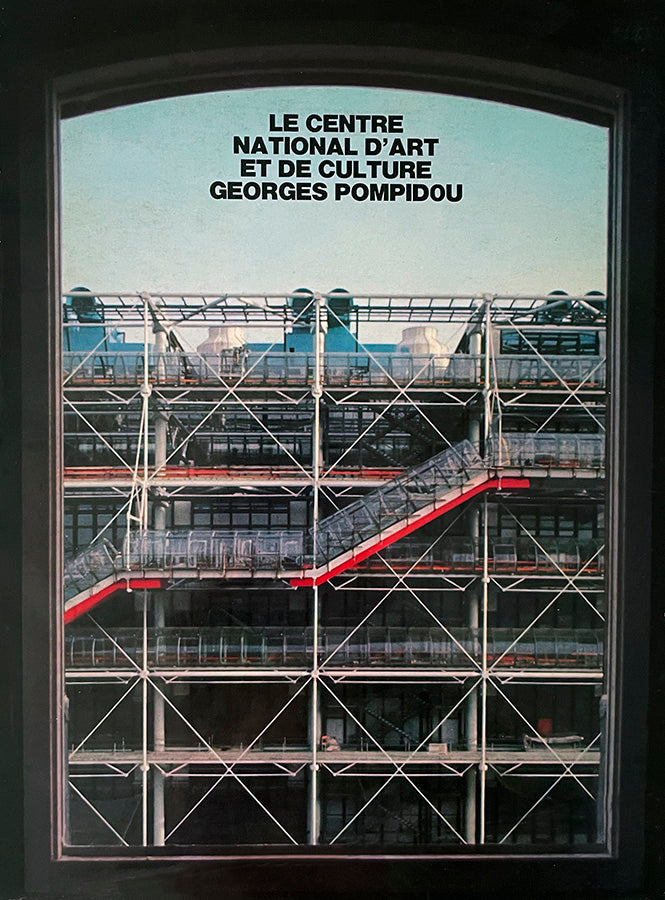 LE CENTRE
NATIONAL D'ART
ET DE CULTURE
GEORGES POMPIDOU